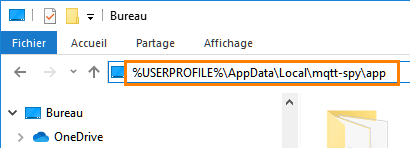 Bureau
Fichier Accueil Partage Affichage
%USERPROFILE%\AppData\Local\mqtt-spy\app
Bureau
OneDrive